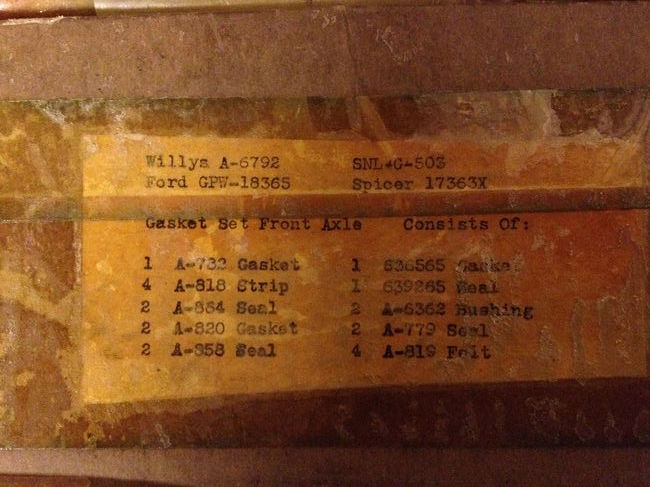 Willys A-6792 SNL-G-503
Ford GPW-18365 Spicer 17363X
Gasket Set Front Axle Consists Of:
1 A-732 Gasket 1 636565 Gasket
4 A-818 Strip 1 639265 Seal
2 A-864 Seal 2 A-6362 Bushing
2 A-820 Gasket 2 A-779 Seal
2 A-858 Seal 4 A-819 Felt